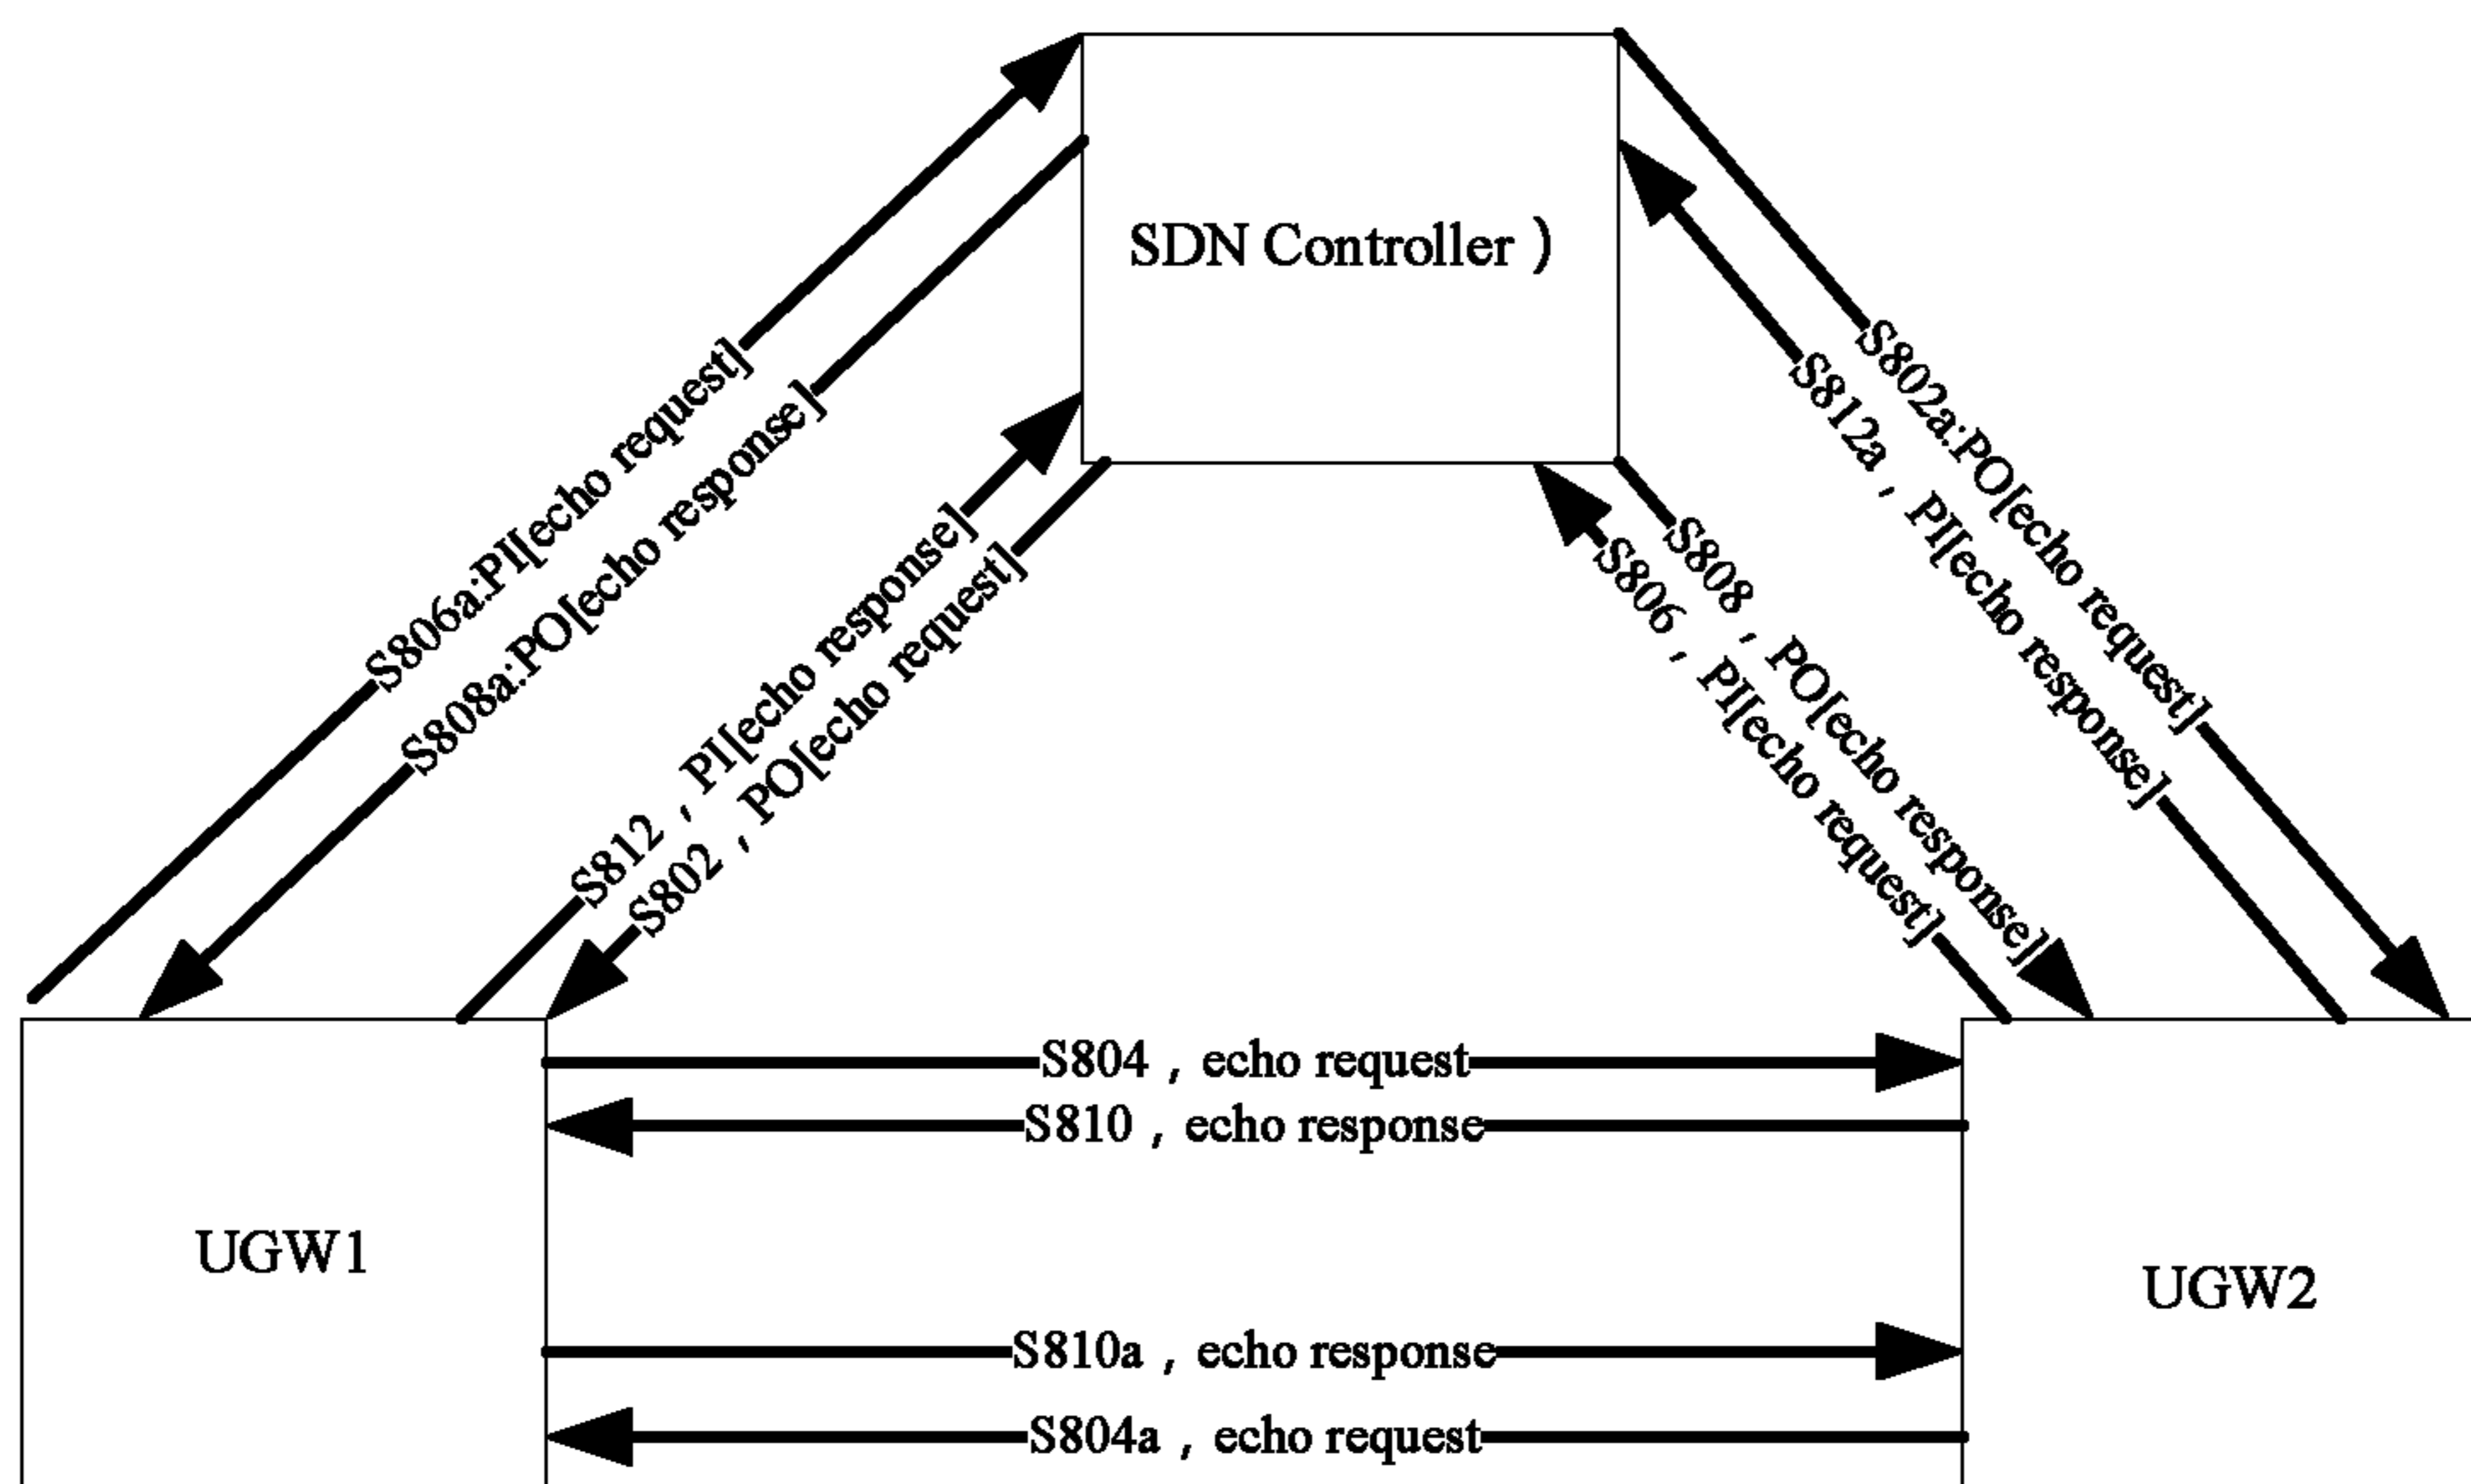 SDN Controller )
S806a:PI[echo request]
S808a:PO[echo response]
S812 , PI[echo response]
S802 , PO[echo request]
S802a:PO[echo request]
S812a , PI[echo response]
S808 , PO[echo response]
S806 , PI[echo request]
S804 , echo request
S810 , echo response
UGW1
UGW2
S810a , echo response
S804a , echo request